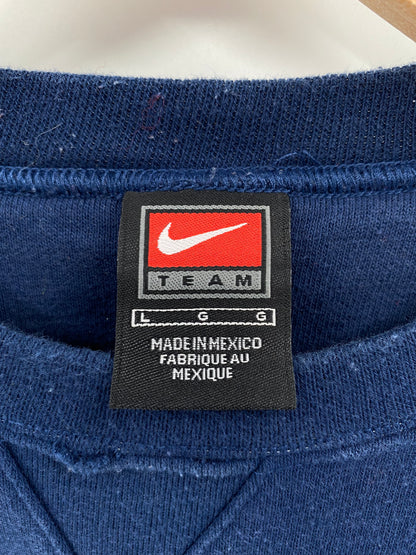 TEAM
L G G
MADE IN MEXICO
FABRIQUE AU
MEXIQUE